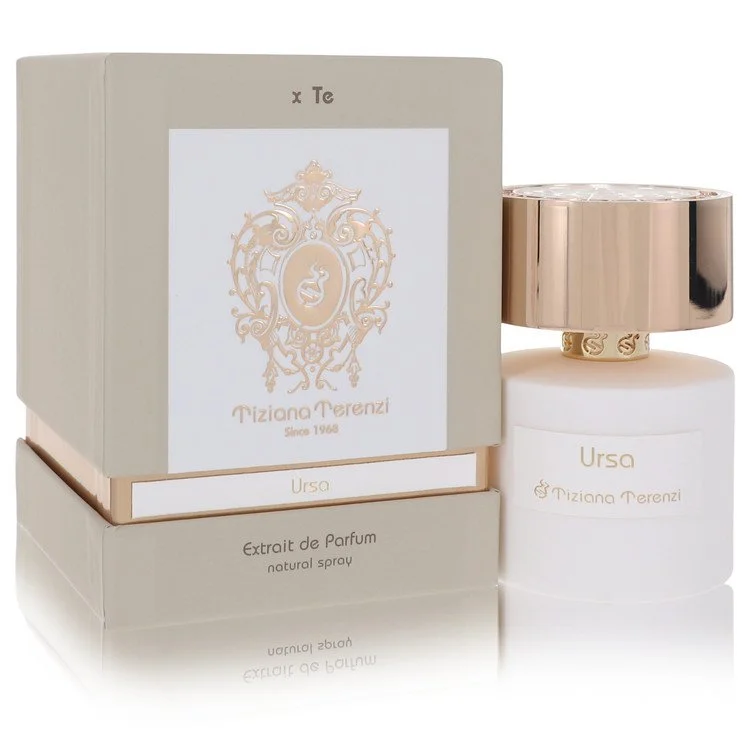 x Te
Tiziana Terenzi
Since 1968
Ursa
Extrait de Parfum
natural spray
Ursa
Tiziana Terenzi